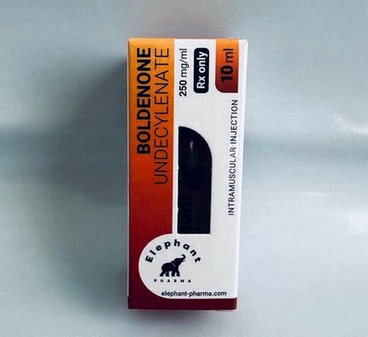 BOLDENONE
UNDECYLENATE
250 mg/ml
Rx only
10 ml
INTRAMUSCULAR INJECTION
Elephant
PHARMA
elephant-pharma.com